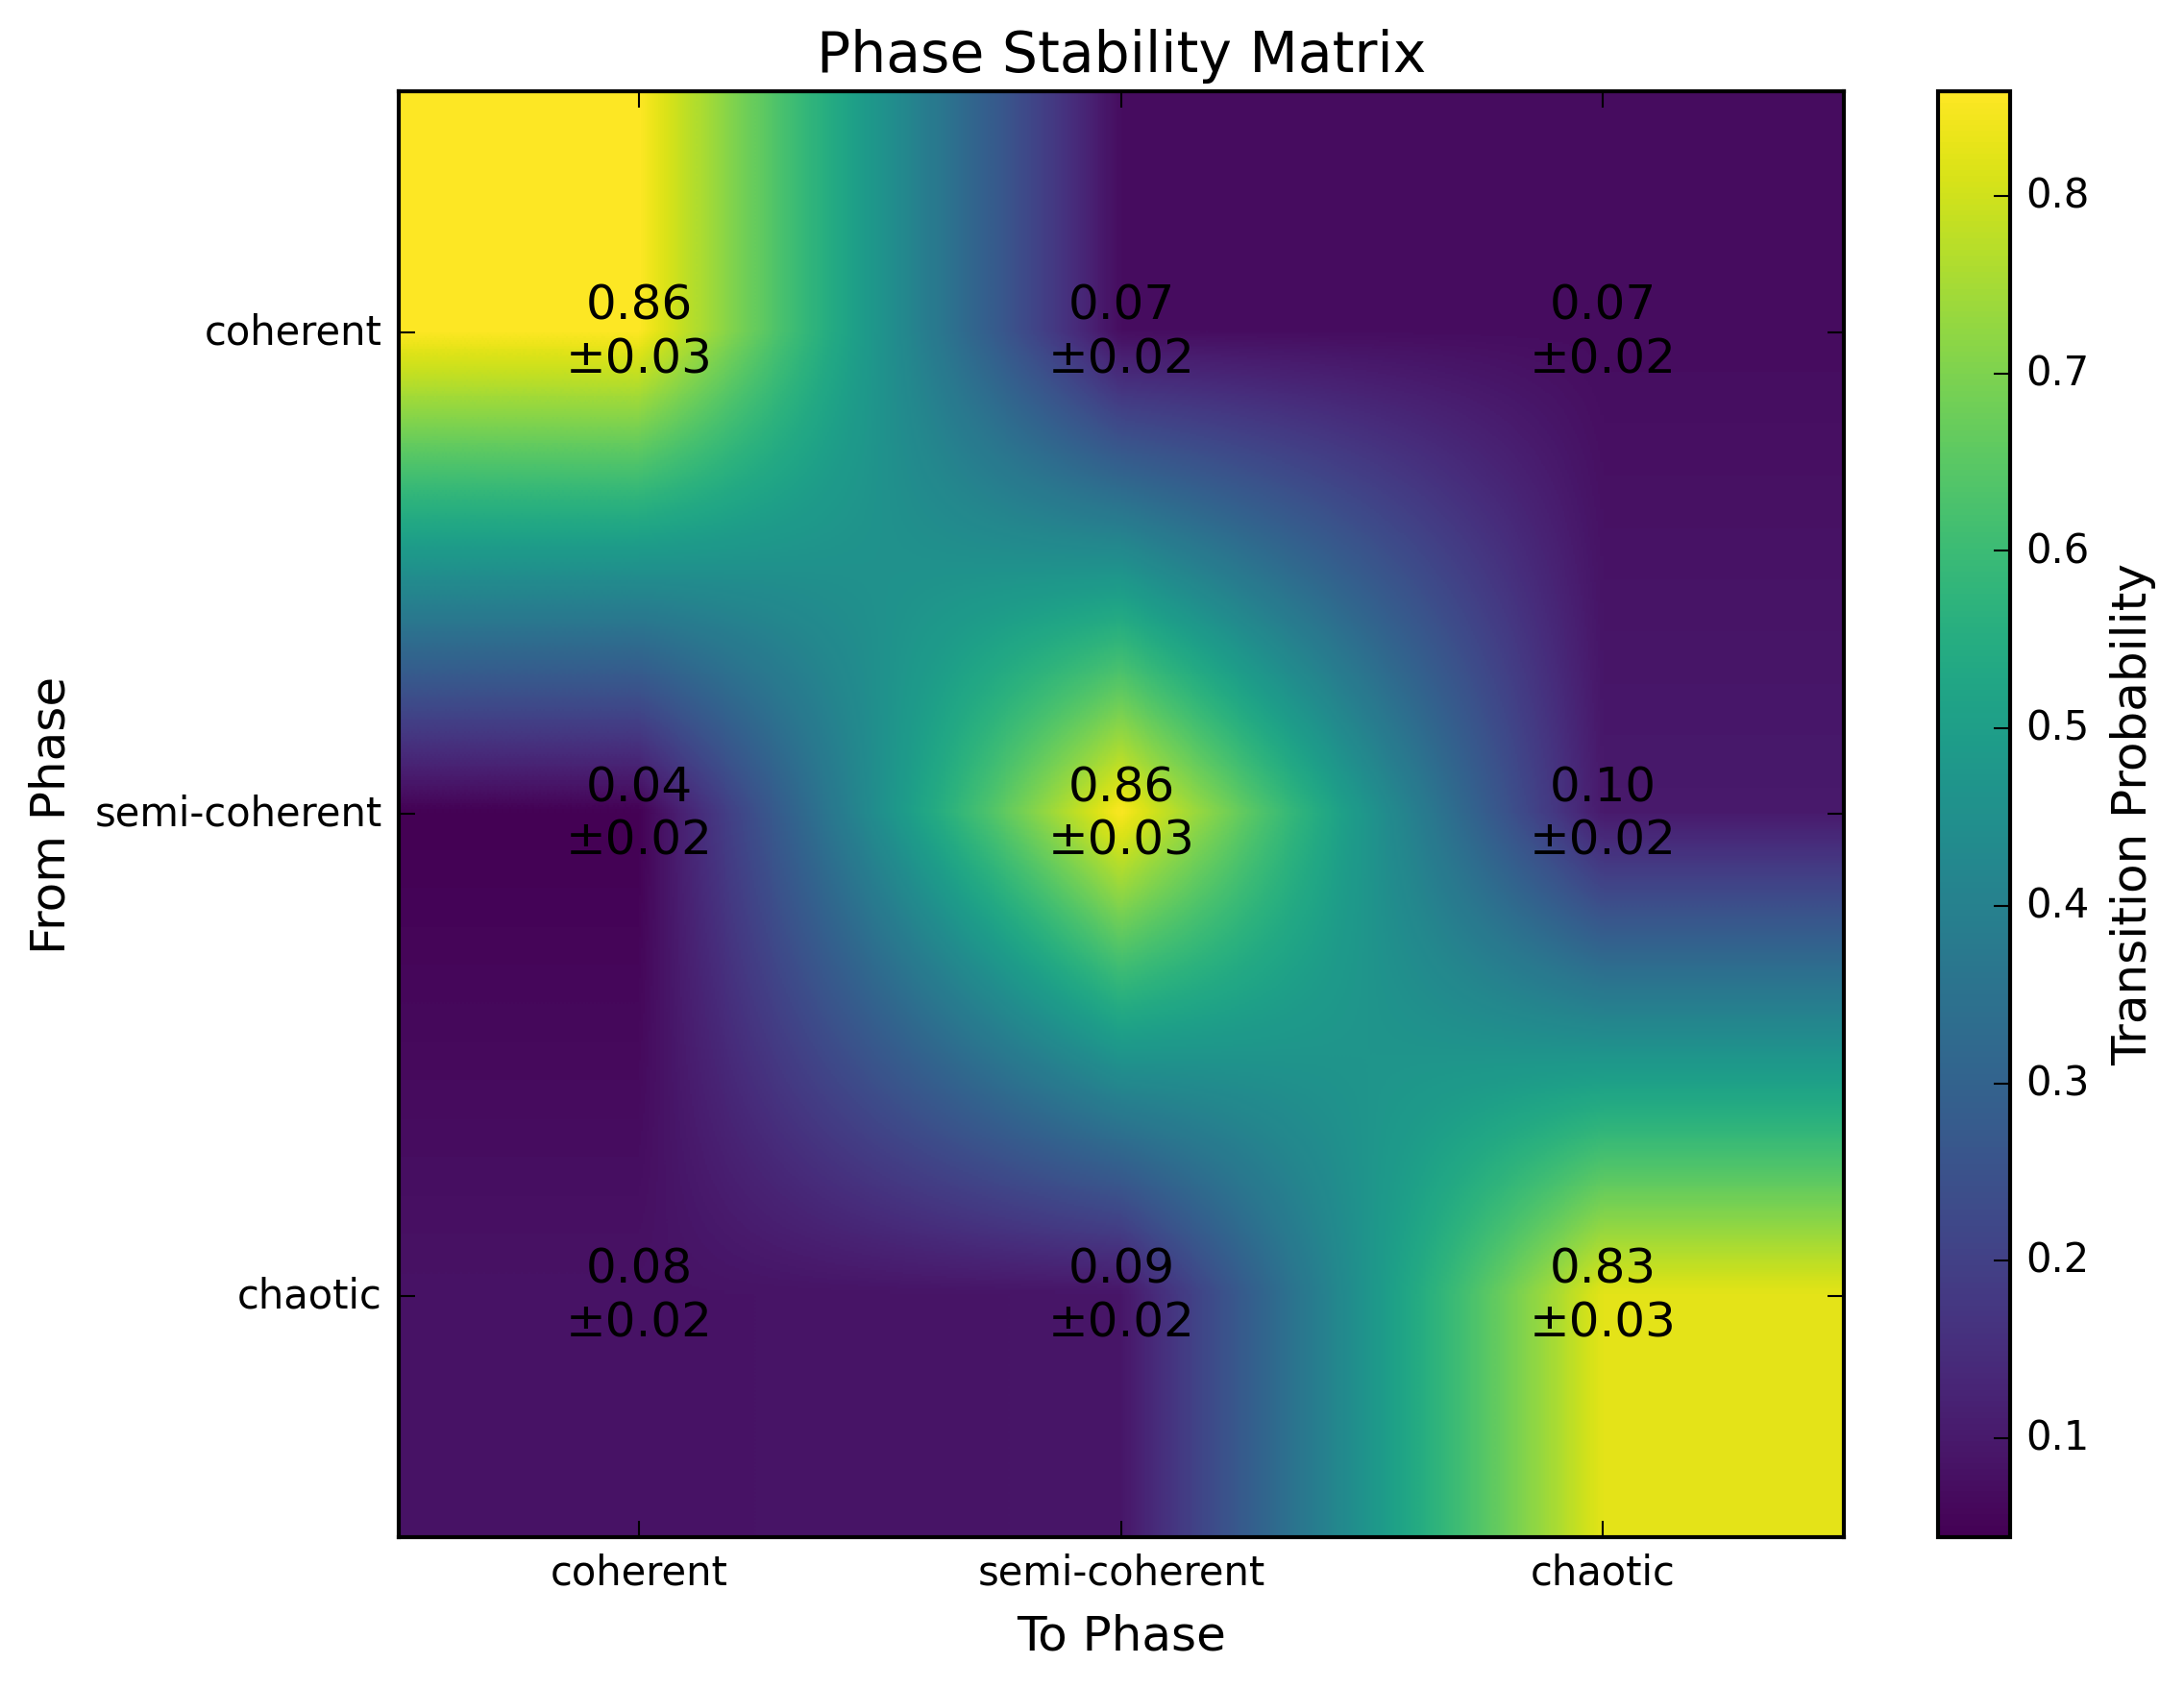 Phase Stability Matrix
0.86
±0.03
0.07
±0.02
0.07
±0.02
0.04
±0.02
0.86
±0.03
0.10
±0.02
0.08
±0.02
0.09
±0.02
0.83
±0.03
From Phase
coherent
semi-coherent
chaotic
coherent
semi-coherent
chaotic
To Phase
0.8
0.7
0.6
0.5
0.4
0.3
0.2
0.1
Transition Probability